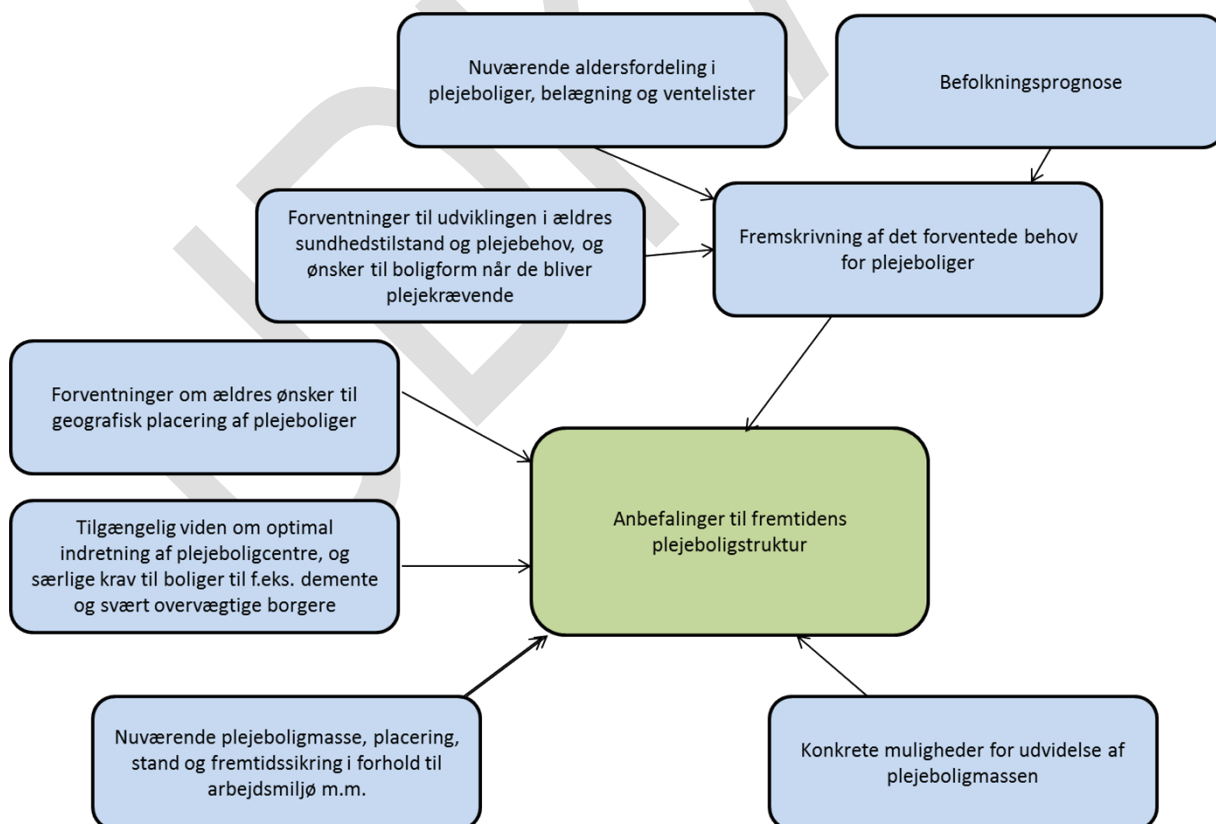 Nuværende aldersfordeling i
plejeboliger, belægning og ventelister
Befolkningsprognose
Forventninger til udviklingen i ældres
sundhedstilstand og plejebehov, og
ønsker til boligform når de bliver
plejekrævende
Fremskrivning af det forventede behov
for plejeboliger
Forventninger om ældres ønsker til
geografisk placering af plejeboliger
Tilgængelig viden om optimal
indretning af plejeboligcentre, og
særlige krav til boliger til f.eks. demente
og svært overvægtige borgere
Anbefalinger til fremtidens
plejeboligstruktur
Nuværende plejeboligmasse, placering,
stand og fremtidssikring i forhold til
arbejdsmiljø m.m.
Konkrete muligheder for udvidelse af
plejeboligmassen